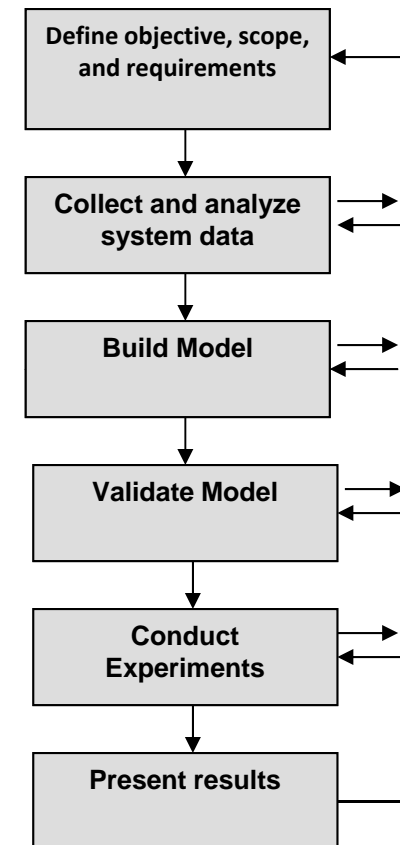 Define objective, scope,
and requirements
Collect and analyze
system data
Build Model
Validate Model
Conduct
Experiments
Present results